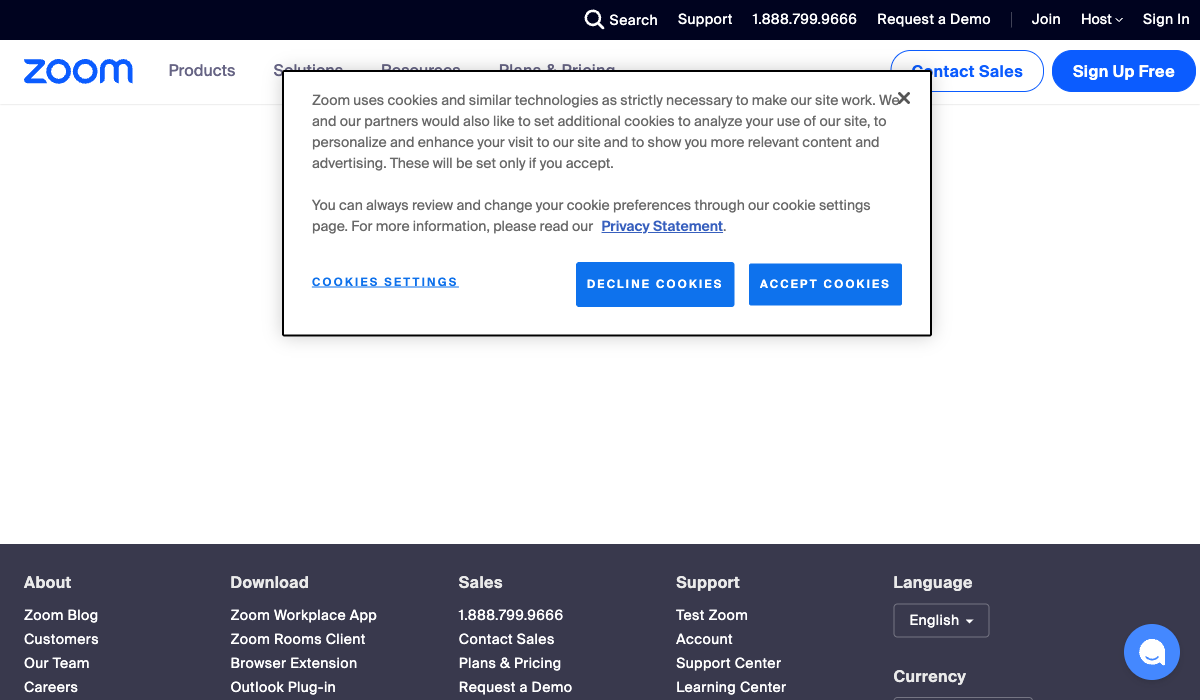 Search Support 1.888.799.9666 Request a Demo Join Host Sign In
zoom Products Solutions Resources Plans & Pricing Contact Sales Sign Up Free
Zoom uses cookies and similar technologies as strictly necessary to make our site work. We
and our partners would also like to set additional cookies to analyze your use of our site, to
personalize and enhance your visit to our site and to show you more relevant content and
advertising. These will be set only if you accept.
You can always review and change your cookie preferences through our cookie settings
page. For more information, please read our Privacy Statement.
COOKIES SETTINGS DECLINE COOKIES ACCEPT COOKIES
About
Zoom Blog
Customers
Our Team
Careers
Download
Zoom Workplace App
Zoom Rooms Client
Browser Extension
Outlook Plug-in
Sales
1.888.799.9666
Contact Sales
Plans & Pricing
Request a Demo
Support
Test Zoom
Account
Support Center
Learning Center
Language
English
Currency